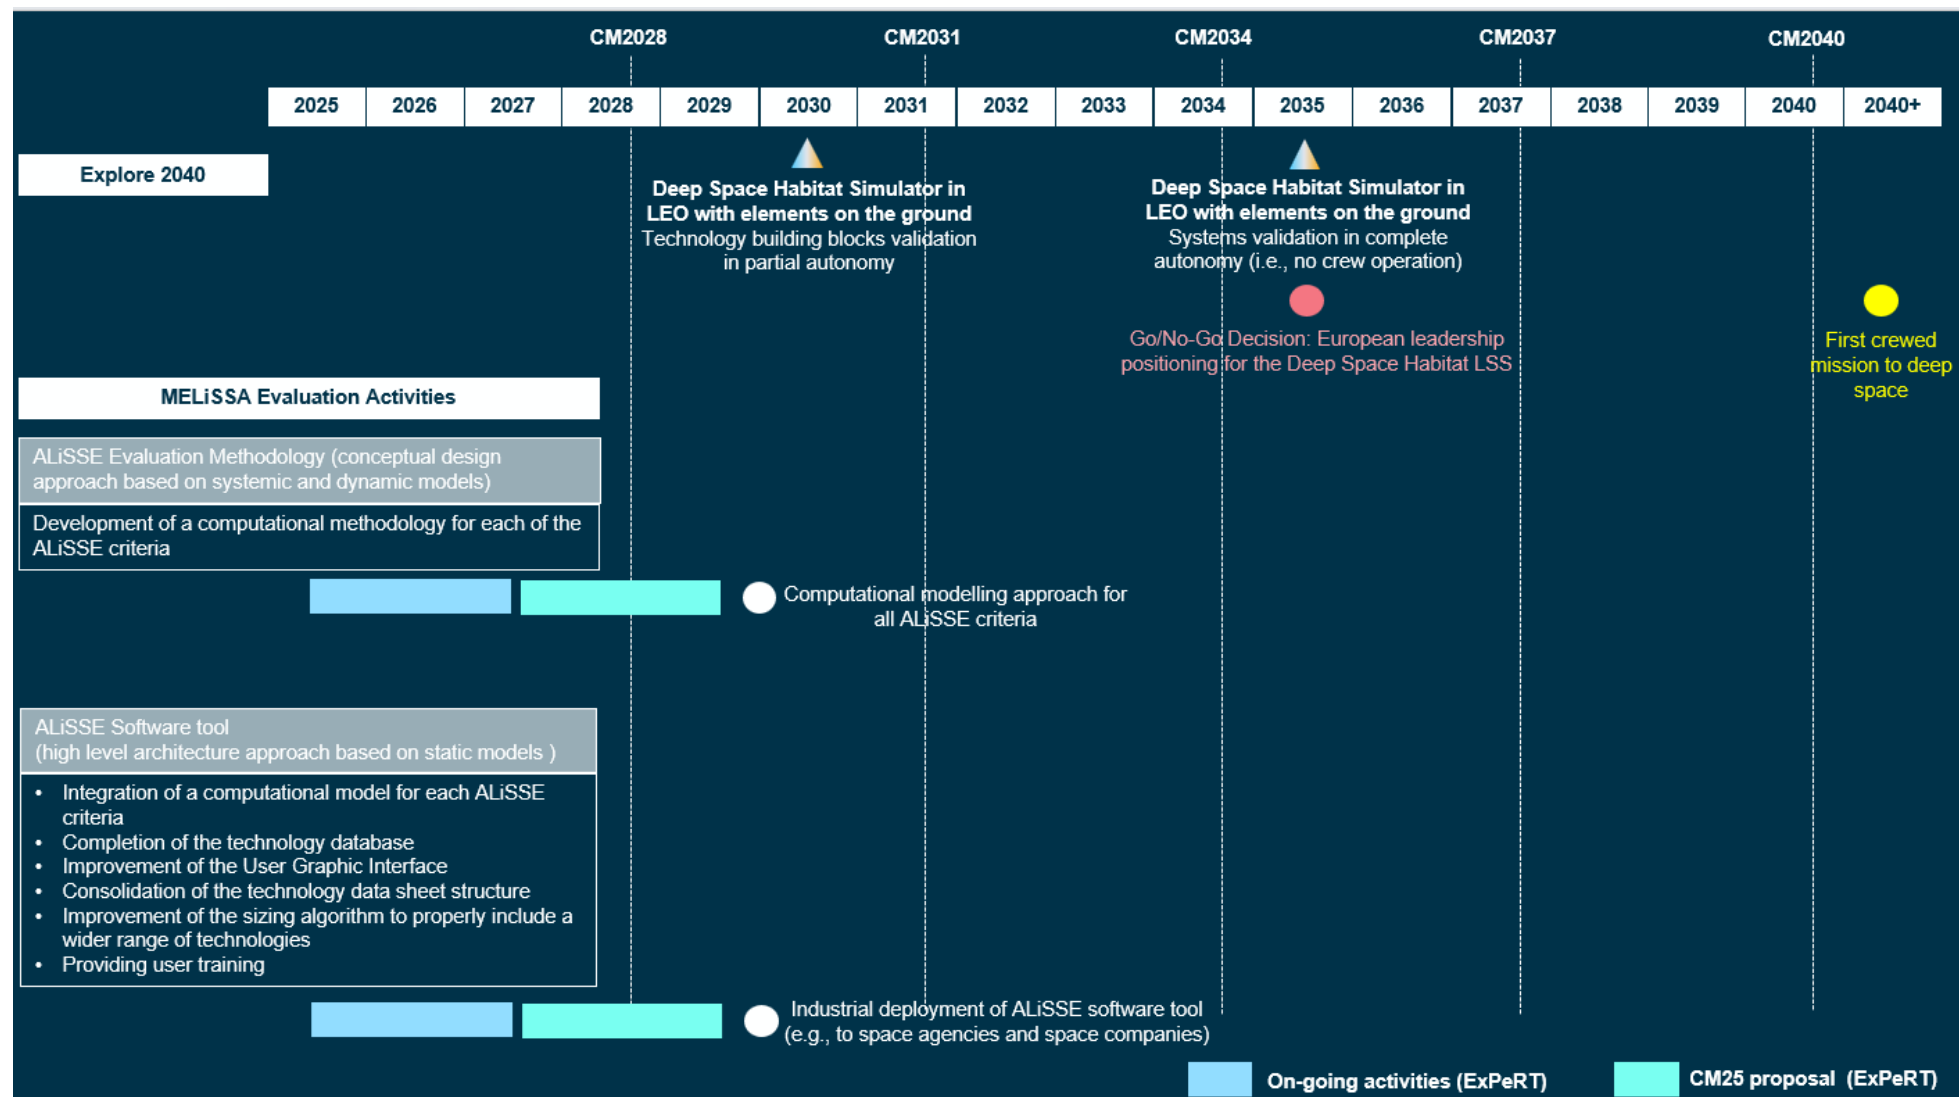 CM2028 CM2031 CM2034 CM2037 CM2040
2025 2026 2027 2028 2029 2030 2031 2032 2033 2034 2035 2036 2037 2038 2039 2040 2040+
Explore 2040
Deep Space Habitat Simulator in
LEO with elements on the ground
Technology building blocks validation
in partial autonomy
Deep Space Habitat Simulator in
LEO with elements on the ground
Systems validation in complete
autonomy (i.e., no crew operation)
Go/No-Go Decision: European leadership
positioning for the Deep Space Habitat LSS
First crewed
mission to deep
space
MELiSSA Evaluation Activities
ALiSSE Evaluation Methodology (conceptual design
approach based on systemic and dynamic models)
Development of a computational methodology for each of the
ALiSSE criteria
Computational modelling approach for
all ALiSSE criteria
ALiSSE Software tool
(high level architecture approach based on static models )
• Integration of a computational model for each ALiSSE
criteria
• Completion of the technology database
• Improvement of the User Graphic Interface
• Consolidation of the technology data sheet structure
• Improvement of the sizing algorithm to properly include a
wider range of technologies
• Providing user training
Industrial deployment of ALiSSE software tool
(e.g., to space agencies and space companies)
On-going activities (ExPeRT)
CM25 proposal (ExPeRT)